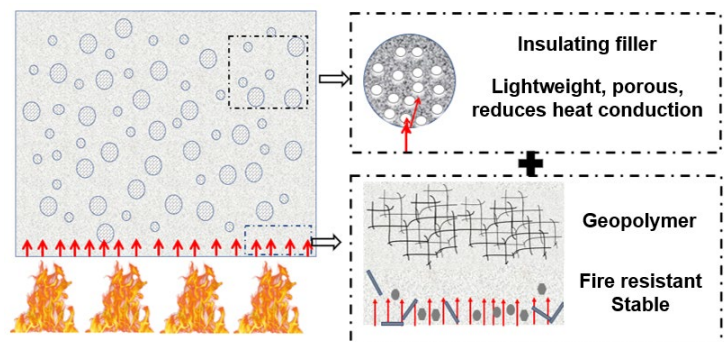 Insulating filler
Lightweight, porous,
reduces heat conduction
Geopolymer
Fire resistant
Stable